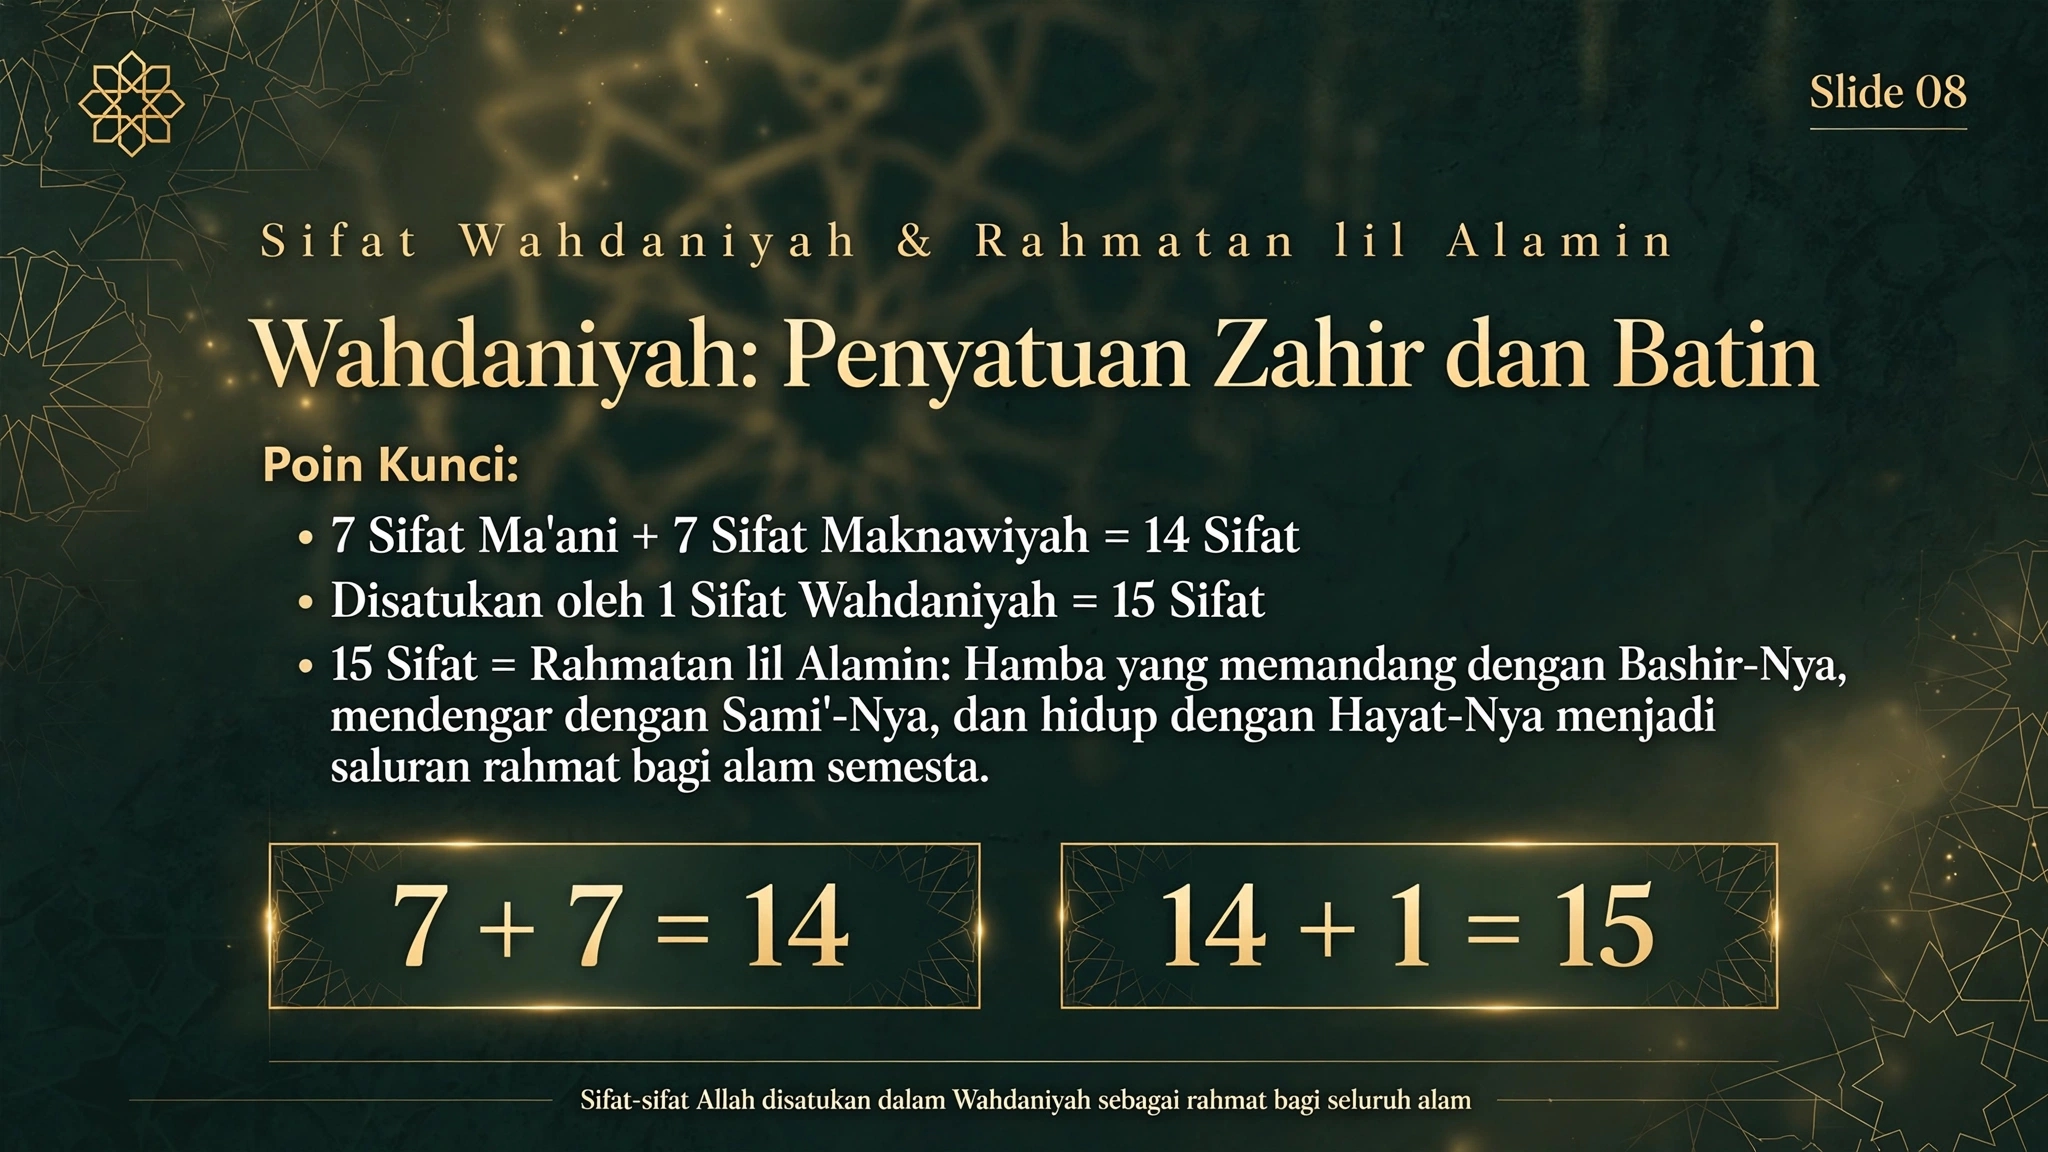 Slide 08
Sifat Wahdaniyah & Rahmatan lil Alamin
Wahdaniyah: Penyatuan Zahir dan Batin
Poin Kunci:
• 7 Sifat Ma'ani + 7 Sifat Maknawiyah = 14 Sifat
• Disatukan oleh 1 Sifat Wahdaniyah = 15 Sifat
• 15 Sifat = Rahmatan lil Alamin: Hamba yang memandang dengan Bashir-Nya,
mendengar dengan Sami'-Nya, dan hidup dengan Hayat-Nya menjadi
saluran rahmat bagi alam semesta.
7 + 7 = 14
14 + 1 = 15
Sifat-sifat Allah disatukan dalam Wahdaniyah sebagai rahmat bagi seluruh alam